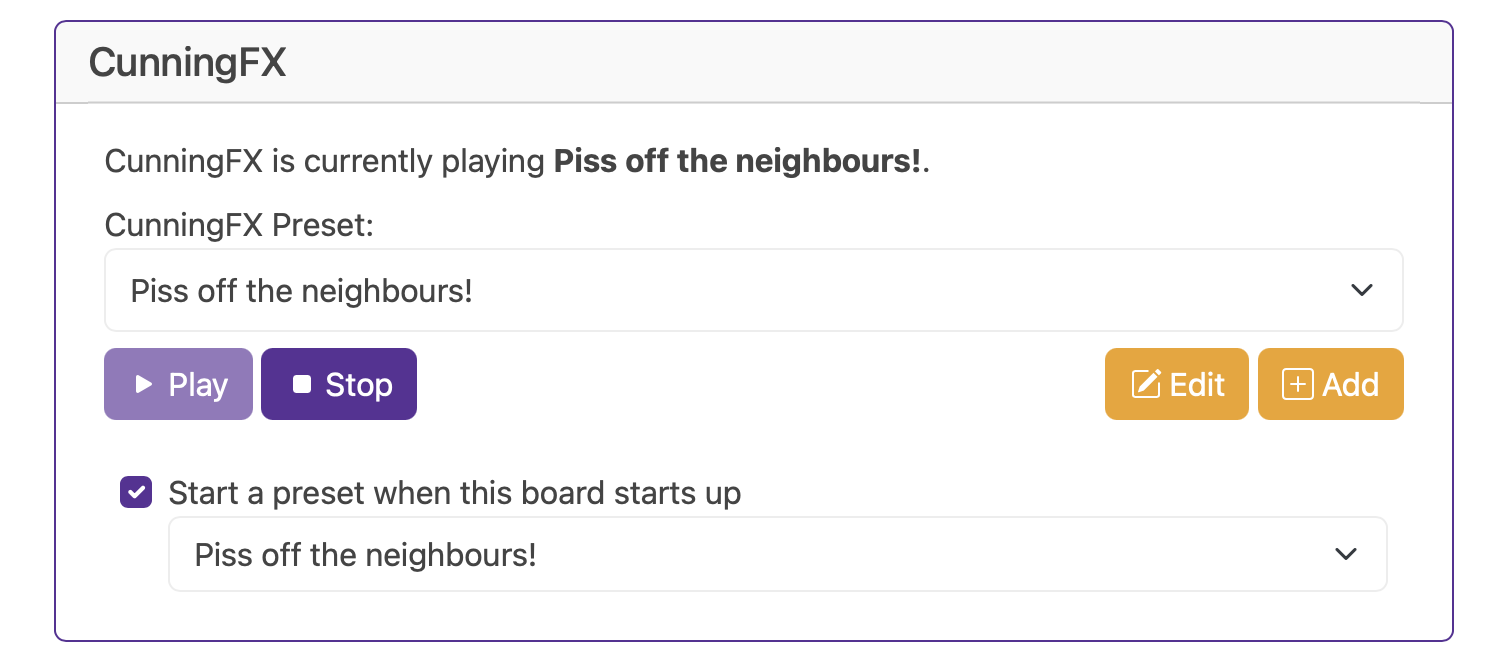 CunningFX
CunningFX is currently playing Piss off the neighbours!.
CunningFX Preset:
Piss off the neighbours!
Play Stop Edit Add
Start a preset when this board starts up
Piss off the neighbours!